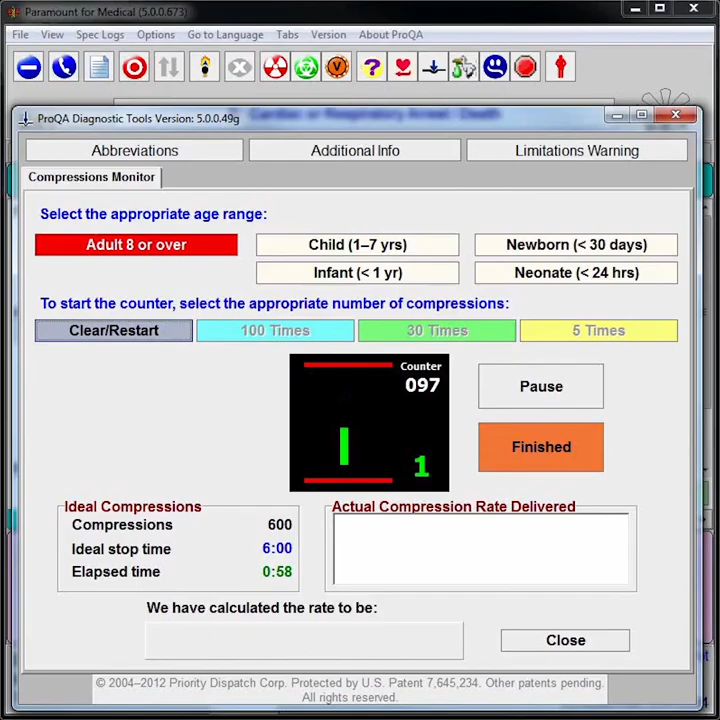 Paramount for Medical (5.0.0.673)
File View Spec Logs Options Go to Language Tabs Version About ProQA
Cardiac or Respiratory Arrest / Death
ProQA Diagnostic Tools Version: 5.0.0.49g
Abbreviations Additional Info Limitations Warning
Compressions Monitor
Select the appropriate age range:
Adult 8 or over Child (1–7 yrs) Newborn (< 30 days)
Infant (< 1 yr) Neonate (< 24 hrs)
To start the counter, select the appropriate number of compressions:
Clear/Restart 100 Times 30 Times 5 Times
Counter
097
Pause
1
Finished
Ideal Compressions
Compressions 600
Ideal stop time 6:00
Elapsed time 0:58
Actual Compression Rate Delivered
We have calculated the rate to be:
Close
© 2004–2012 Priority Dispatch Corp. Protected by U.S. Patent 7,645,234. Other patents pending.
All rights reserved.